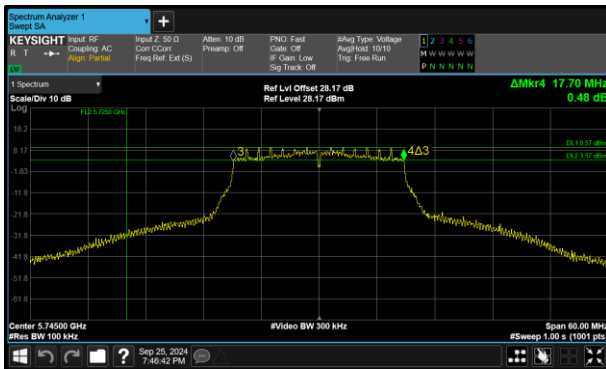 Spectrum Analyzer 1
Swept SA
+
KEYSIGHT
R T
Input: RF
Coupling: AC
Align: Partial
Input Z: 50 Ω
Corr CCorr
Freq Ref: Ext (S)
Atten: 10 dB
Preamp: Off
PNO: Fast
Gate: Off
IF Gain: Low
Sig Track: Off
#Avg Type: Voltage
Avg|Hold: 10/10
Trig: Free Run
1 2 3 4 5 6
M W W W W W
P N N N N N
1 Spectrum
Scale/Div 10 dB
Ref Lvl Offset 28.17 dB
Ref Level 28.17 dBm
ΔMkr4 17.70 MHz
0.48 dB
Log
FL2 5.7250 GHz
18.2
8.17
-1.83
-11.8
-21.8
-31.8
-41.8
-51.8
-61.8
3
4Δ3
DL1 9.57 dBm
DL2 3.57 dBm
Center 5.74500 GHz
#Res BW 100 kHz
#Video BW 300 kHz
Span 60.00 MHz
#Sweep 1.00 s (1001 pts)
?
Sep 25, 2024
7:46:42 PM